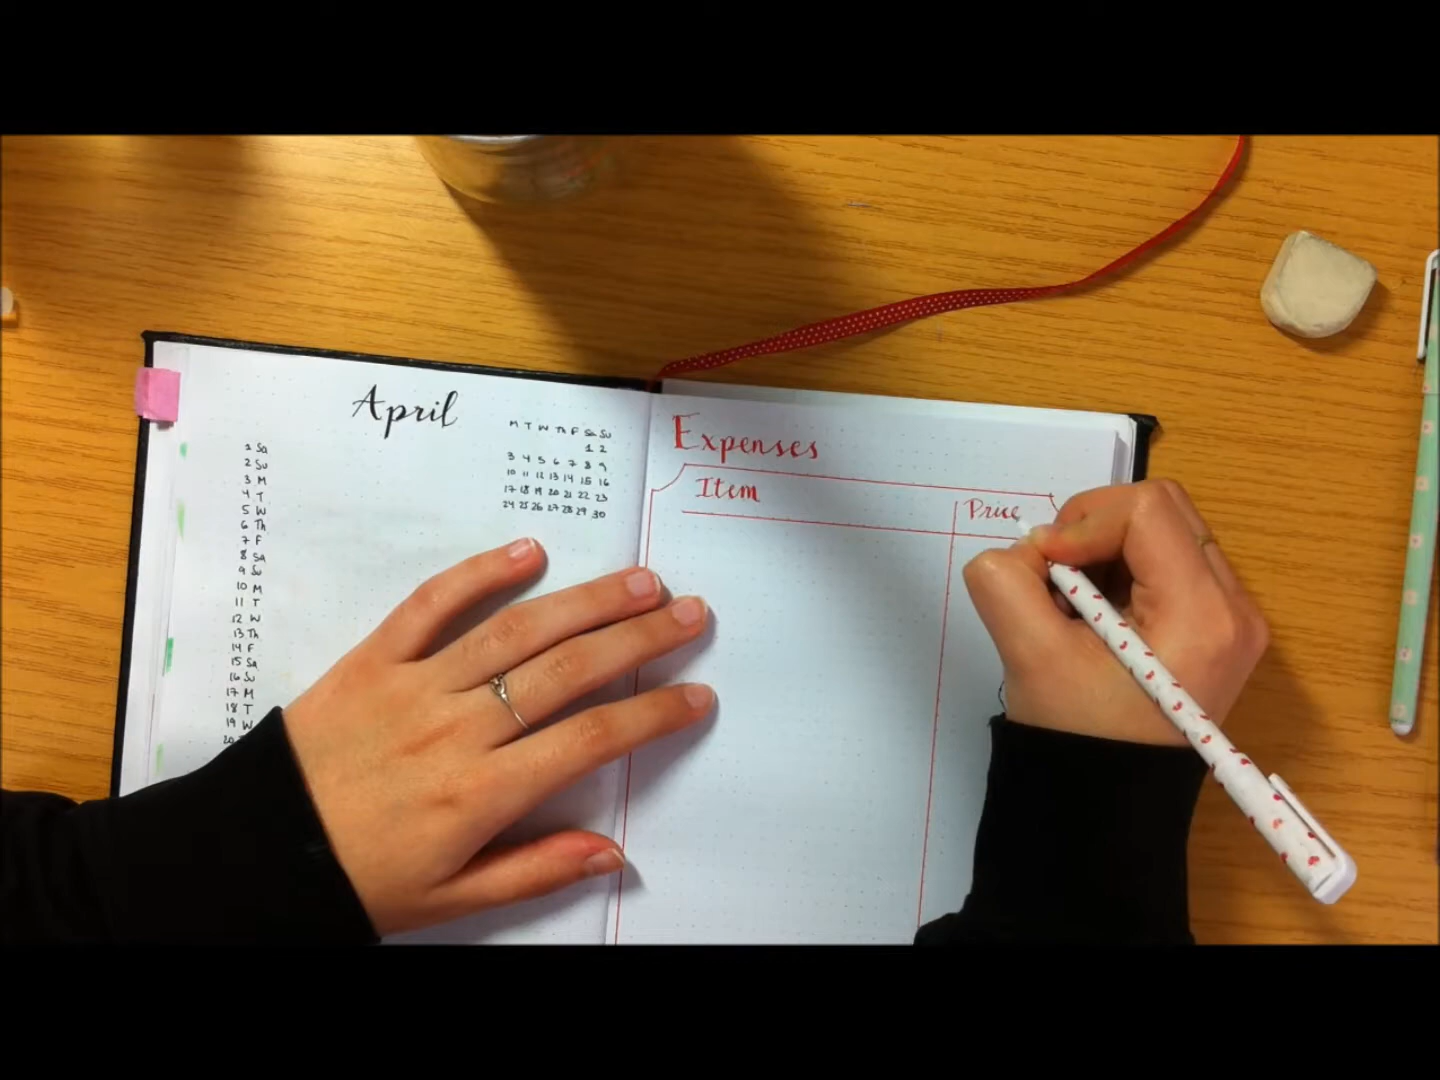 April
M T W Th F Sa Su
1 2
3 4 5 6 7 8 9
10 11 12 13 14 15 16
17 18 19 20 21 22 23
24 25 26 27 28 29 30
1 Sa
2 Su
3 M
4 T
5 W
6 Th
7 F
8 Sa
9 Su
10 M
11 T
12 W
13 Th
14 F
15 Sa
16 Su
17 M
18 T
19 W
20
Expenses
Item
Price